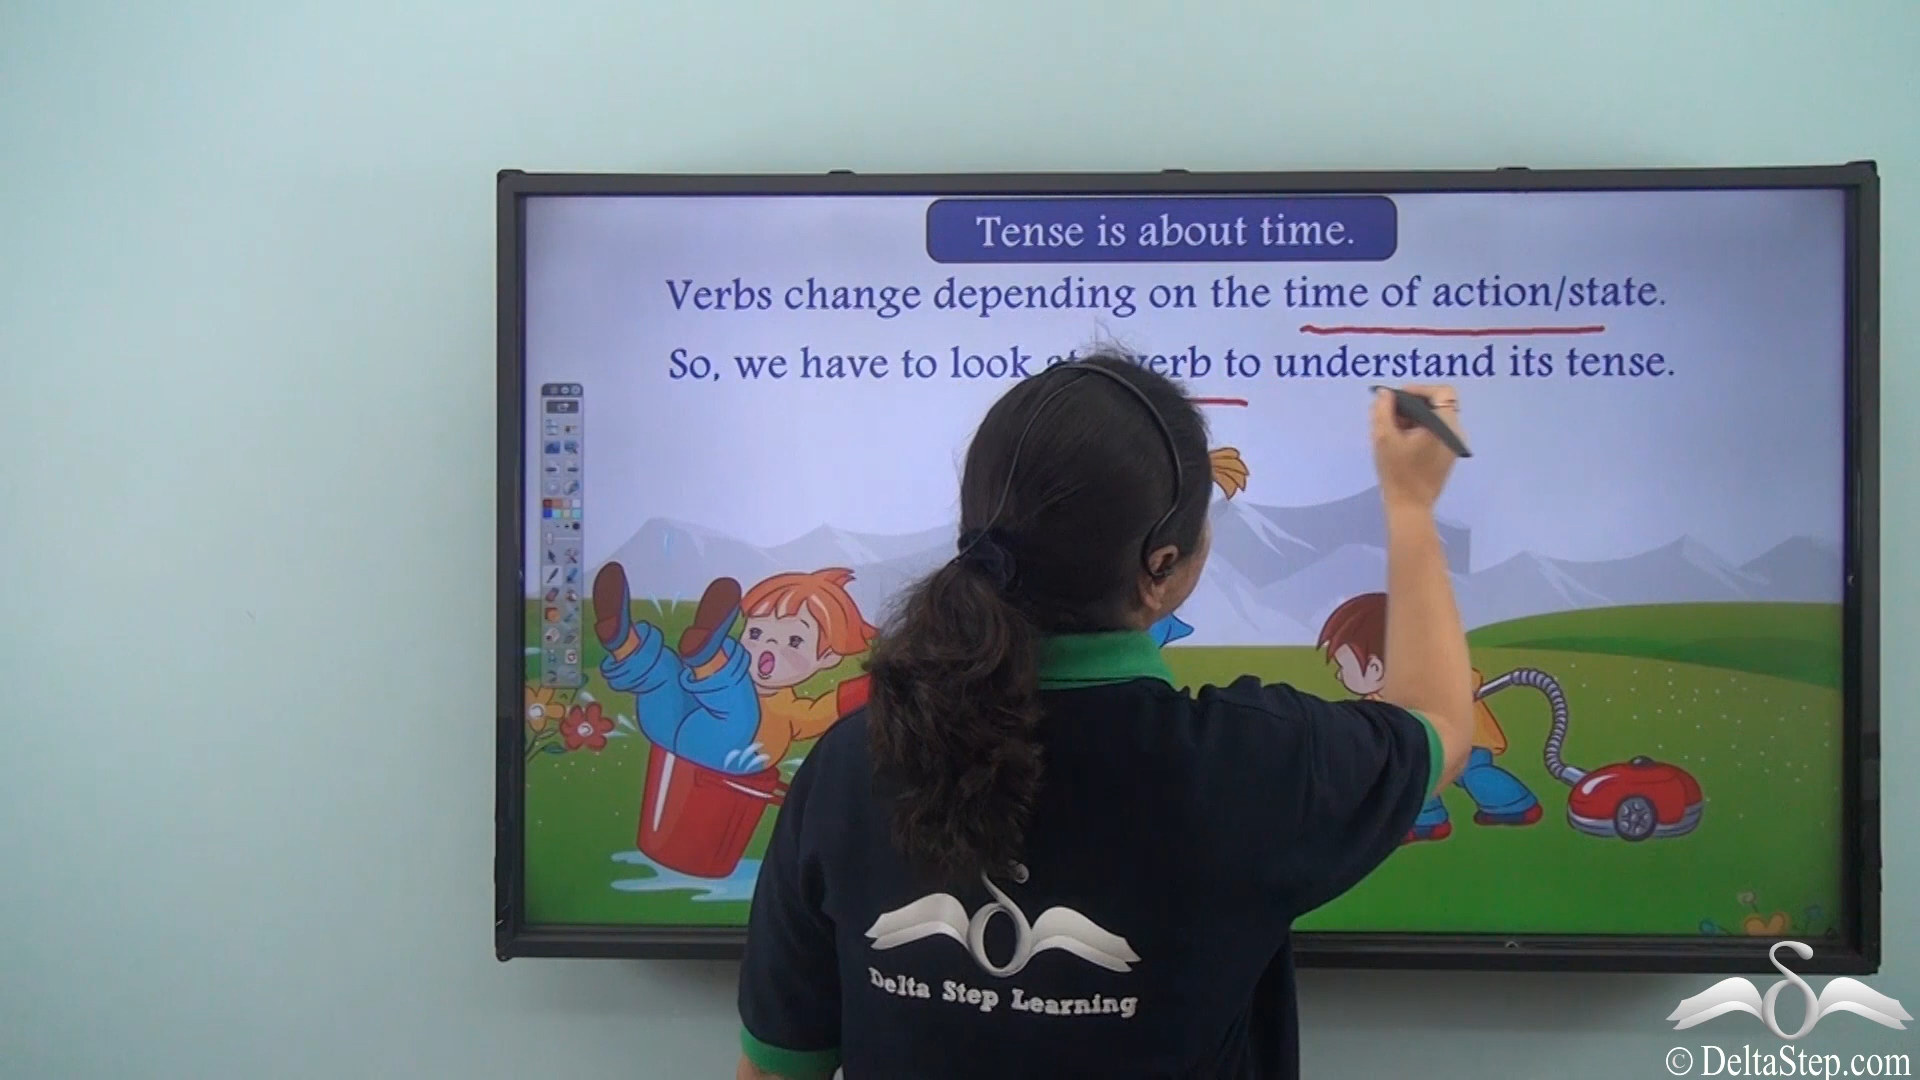 Tense is about time.
Verbs change depending on the time of action/state.
So, we have to look verb to understand its tense.
Delta Step Learning
© DeltaStep.com